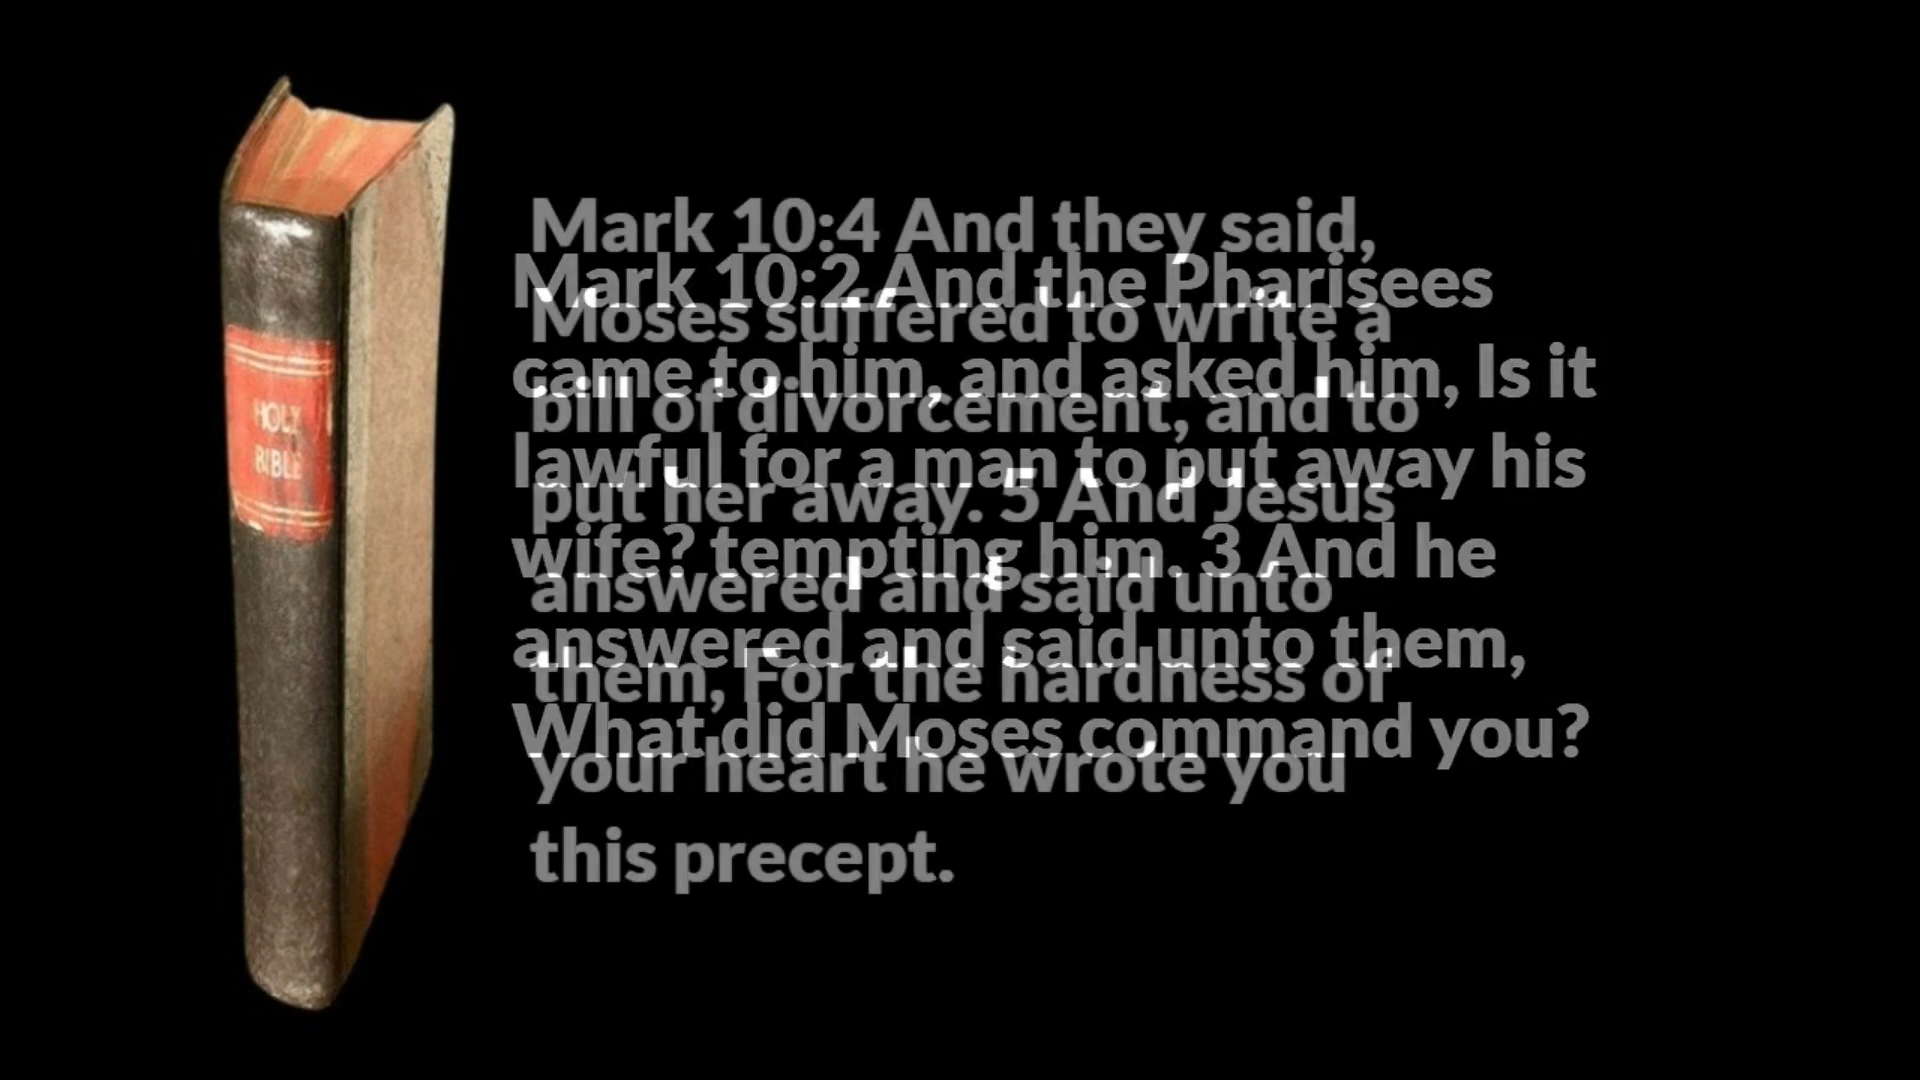 HOLY
BIBLE
Mark 10:2 And the Pharisees
came to him, and asked him, Is it
lawful for a man to put away his
wife? tempting him. 3 And he
answered and said unto them,
What did Moses command you?
Mark 10:4 And they said,
Moses suffered to write a
bill of divorcement, and to
put her away. 5 And Jesus
answered and said unto
them, For the hardness of
your heart he wrote you
this precept.